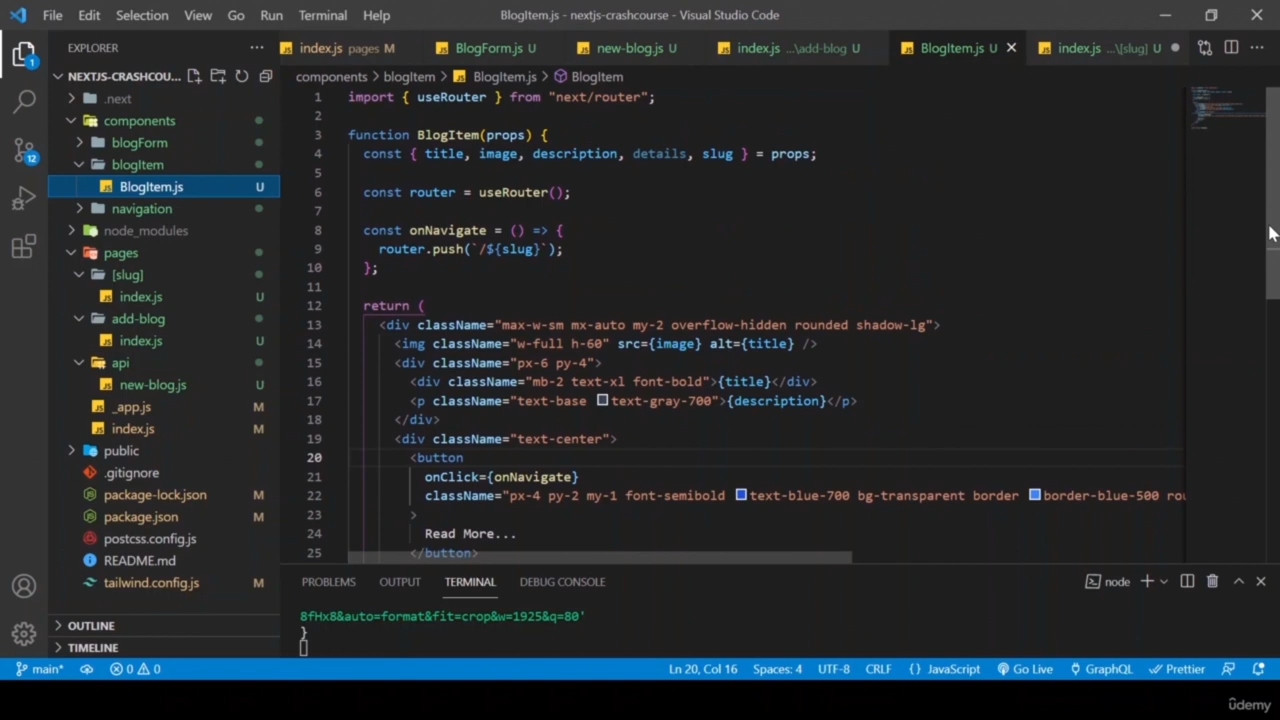 File Edit Selection View Go Run Terminal Help
BlogItem.js - nextjs-crashcourse - Visual Studio Code
EXPLORER
index.js pages M
BlogForm.js U
new-blog.js U
index.js ...\add-blog U
BlogItem.js U
index.js ...\[slug] U
NEXTJS-CRASHCOU...
.next
components
blogForm
blogItem
BlogItem.js U
navigation
node_modules
pages
[slug]
index.js U
add-blog
index.js U
api
new-blog.js U
_app.js M
index.js M
public
.gitignore
package-lock.json M
package.json M
postcss.config.js
README.md
tailwind.config.js M
OUTLINE
TIMELINE
1
12
components > blogItem > BlogItem.js > BlogItem
1 import { useRouter } from "next/router";
2
3 function BlogItem(props) {
4 const { title, image, description, details, slug } = props;
5
6 const router = useRouter();
7
8 const onNavigate = () => {
9 router.push(`/${slug}`);
10 };
11
12 return (
13 <div className="max-w-sm mx-auto my-2 overflow-hidden rounded shadow-lg">
14 <img className="w-full h-60" src={image} alt={title} />
15 <div className="px-6 py-4">
16 <div className="mb-2 text-xl font-bold">{title}</div>
17 <p className="text-base text-gray-700">{description}</p>
18 </div>
19 <div className="text-center">
20 <button
21 onClick={onNavigate}
22 className="px-4 py-2 my-1 font-semibold text-blue-700 bg-transparent border border-blue-500 rou
23 >
24 Read More...
25 </button>
PROBLEMS OUTPUT TERMINAL DEBUG CONSOLE
node
8fHx8&auto=format&fit=crop&w=1925&q=80'
}
main* 0 0
Ln 20, Col 16 Spaces: 4 UTF-8 CRLF {} JavaScript Go Live GraphQL Prettier
ûdemy